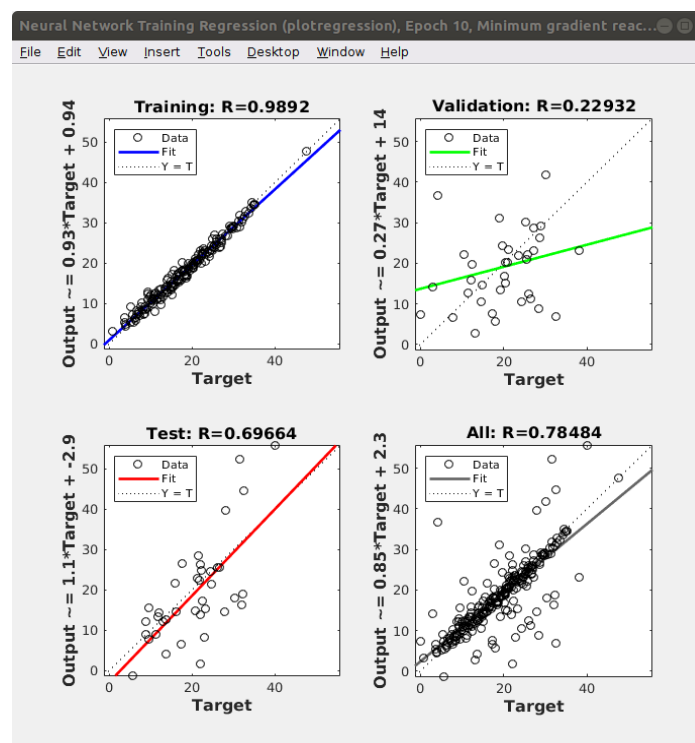 Neural Network Training Regression (plotregression), Epoch 10, Minimum gradient reac...
File Edit View Insert Tools Desktop Window Help
Training: R=0.9892
Output ~= 0.93*Target + 0.94
Data
Fit
Y = T
50
40
30
20
10
0
0 20 40
Target
Validation: R=0.22932
Output ~= 0.27*Target + 14
Data
Fit
Y = T
50
40
30
20
10
0
0 20 40
Target
Test: R=0.69664
Output ~= 1.1*Target + -2.9
Data
Fit
Y = T
50
40
30
20
10
0
0 20 40
Target
All: R=0.78484
Output ~= 0.85*Target + 2.3
Data
Fit
Y = T
50
40
30
20
10
0
0 20 40
Target